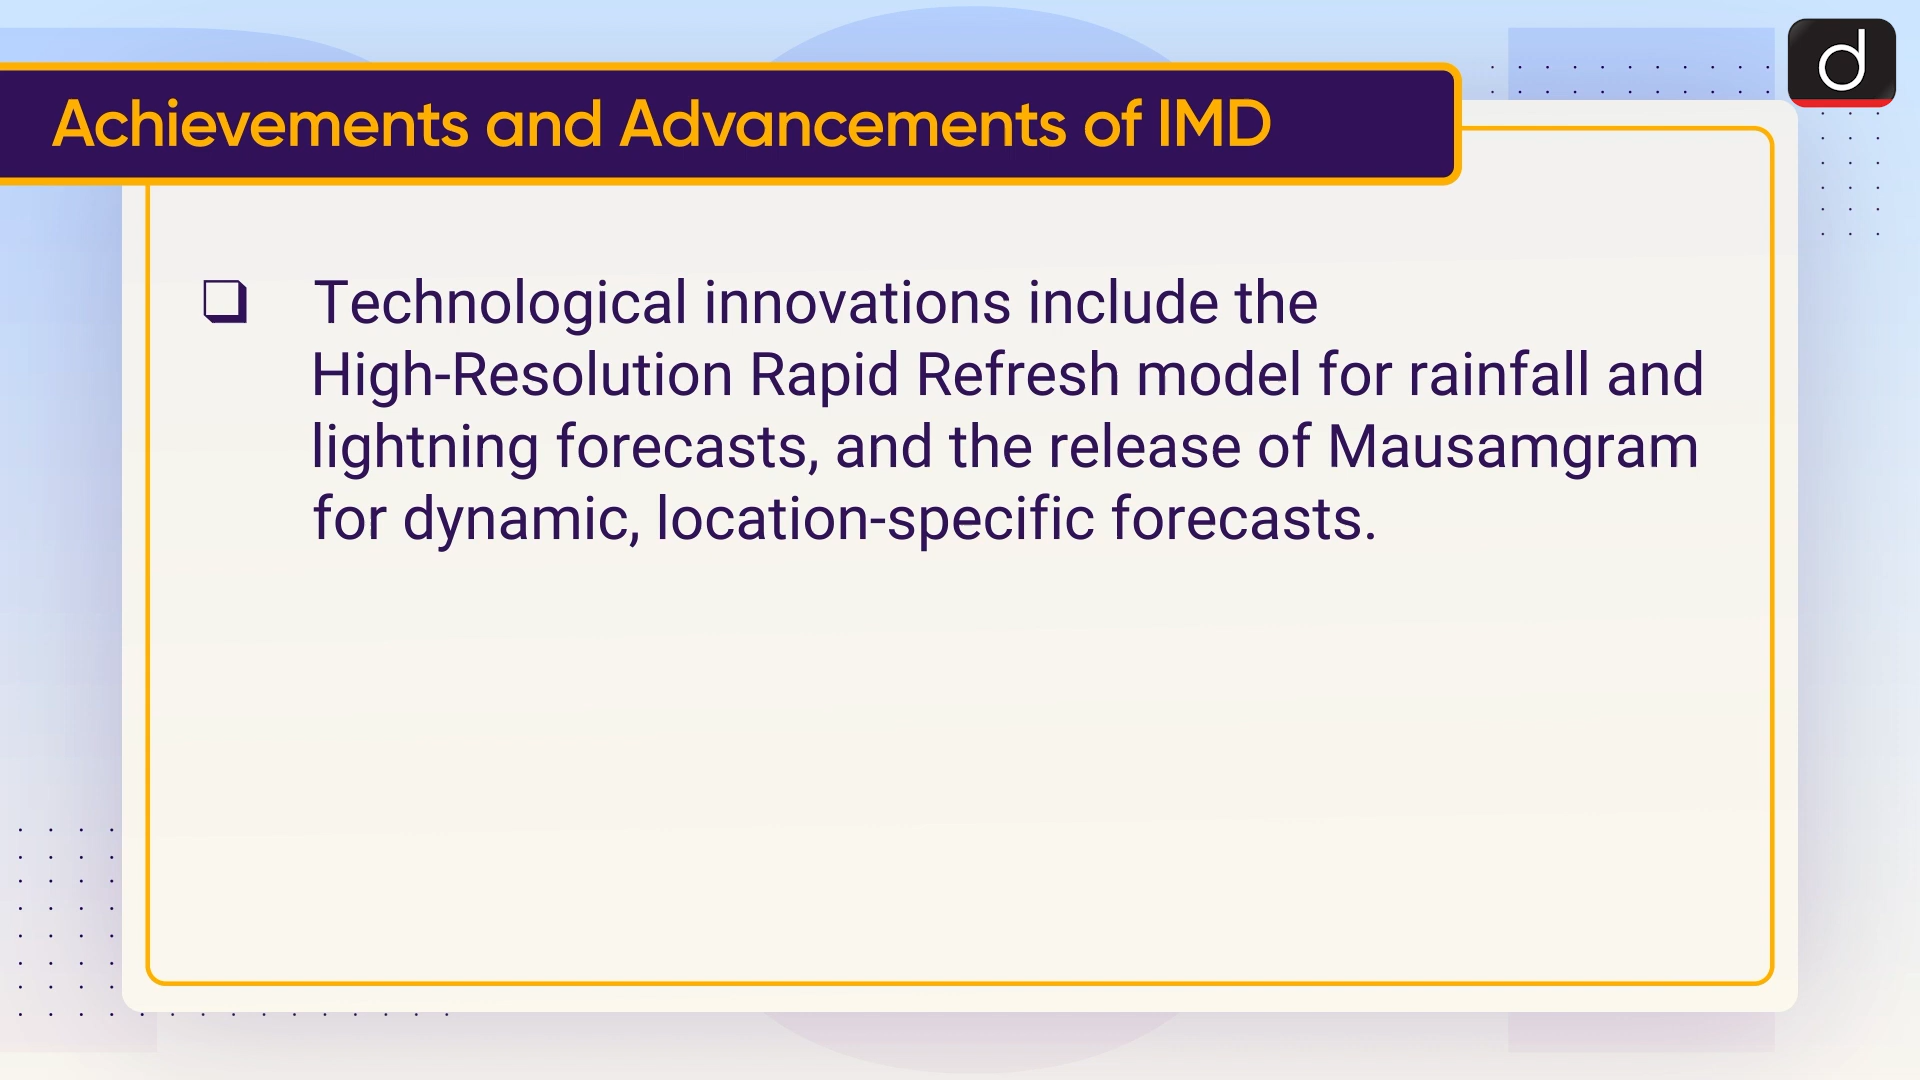 d
Achievements and Advancements of IMD
❑ Technological innovations include the
High-Resolution Rapid Refresh model for rainfall and
lightning forecasts, and the release of Mausamgram
for dynamic, location-specific forecasts.